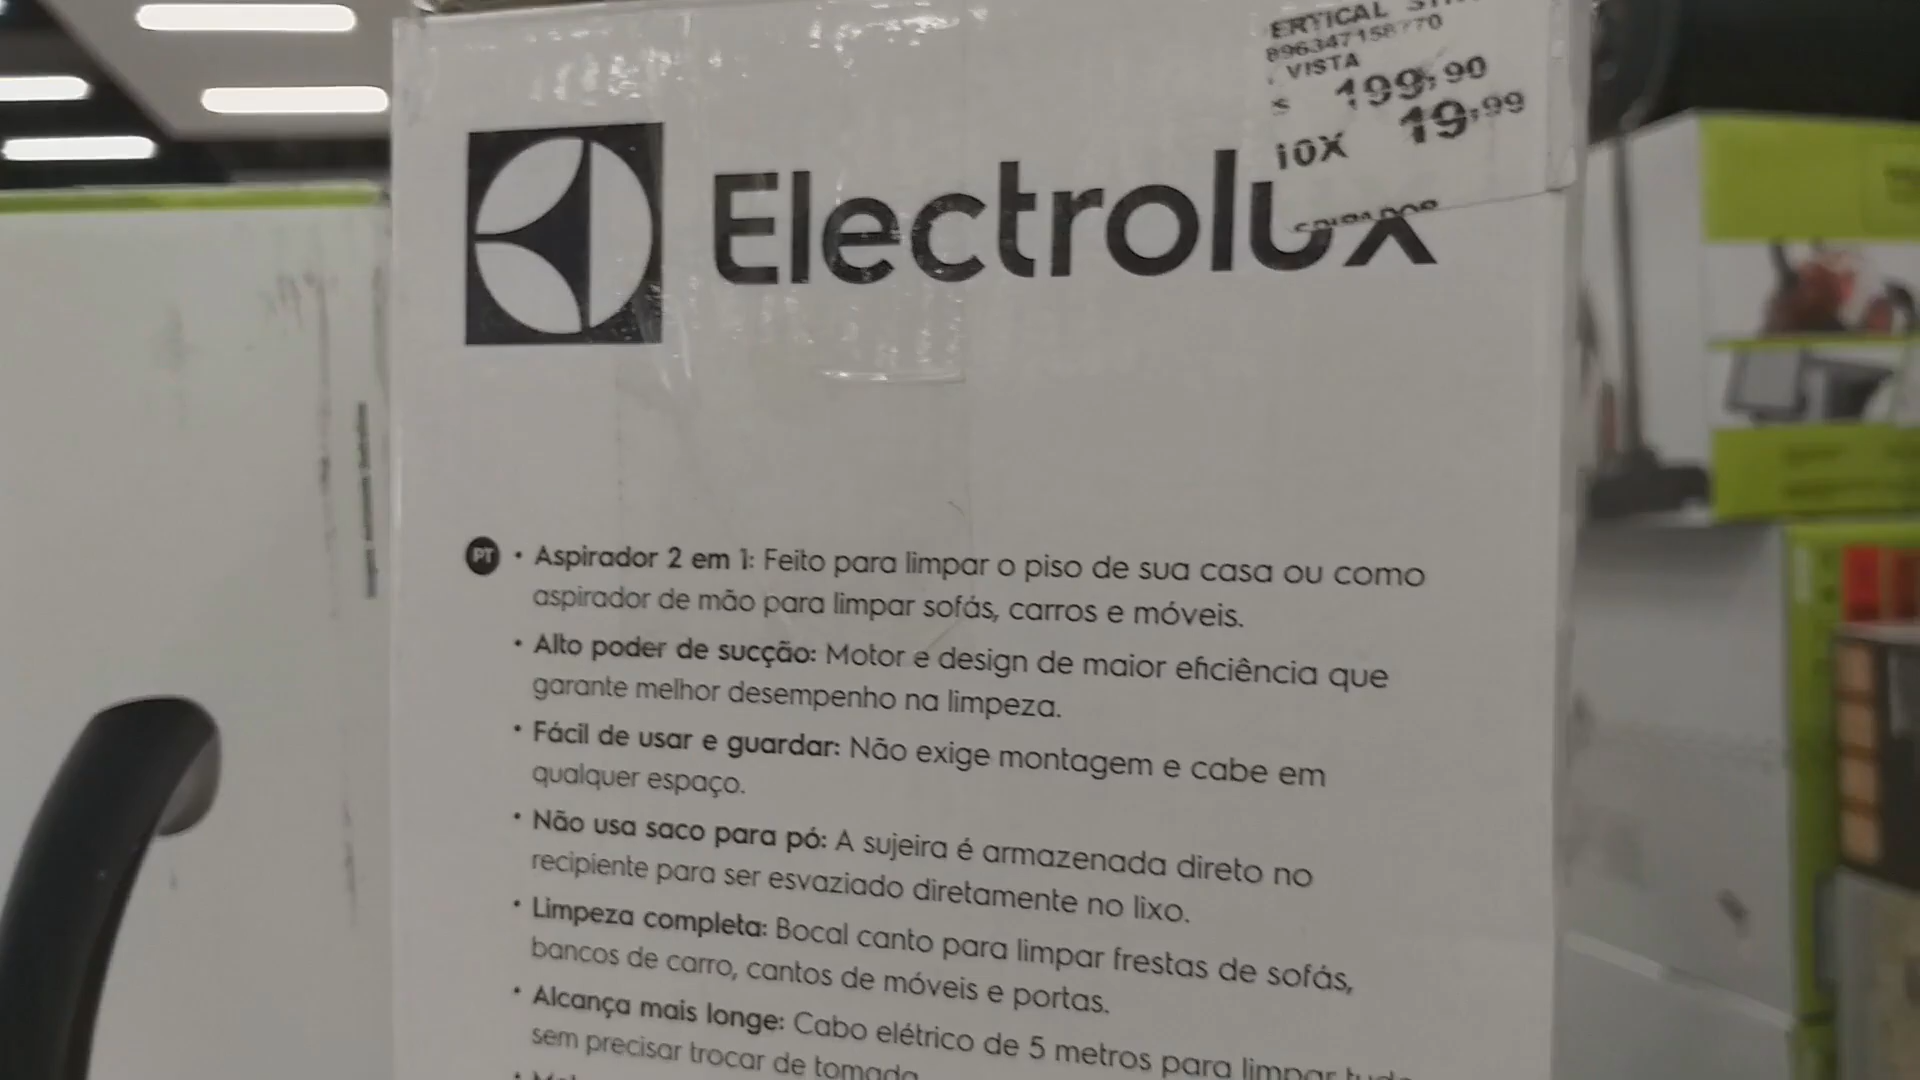 ERTICAL
VISTA
199,90
10X 19,99
Electrolux
PT
• Aspirador 2 em 1: Feito para limpar o piso de sua casa ou como
aspirador de mão para limpar sofás, carros e móveis.
• Alto poder de sucção: Motor e design de maior eficiência que
garante melhor desempenho na limpeza.
• Fácil de usar e guardar: Não exige montagem e cabe em
qualquer espaço.
• Não usa saco para pó: A sujeira é armazenada direto no
recipiente para ser esvaziado diretamente no lixo.
• Limpeza completa: Bocal canto para limpar frestas de sofás,
bancos de carro, cantos de móveis e portas.
• Alcança mais longe: Cabo elétrico de 5 metros para limpar tudo
sem precisar trocar de tomada